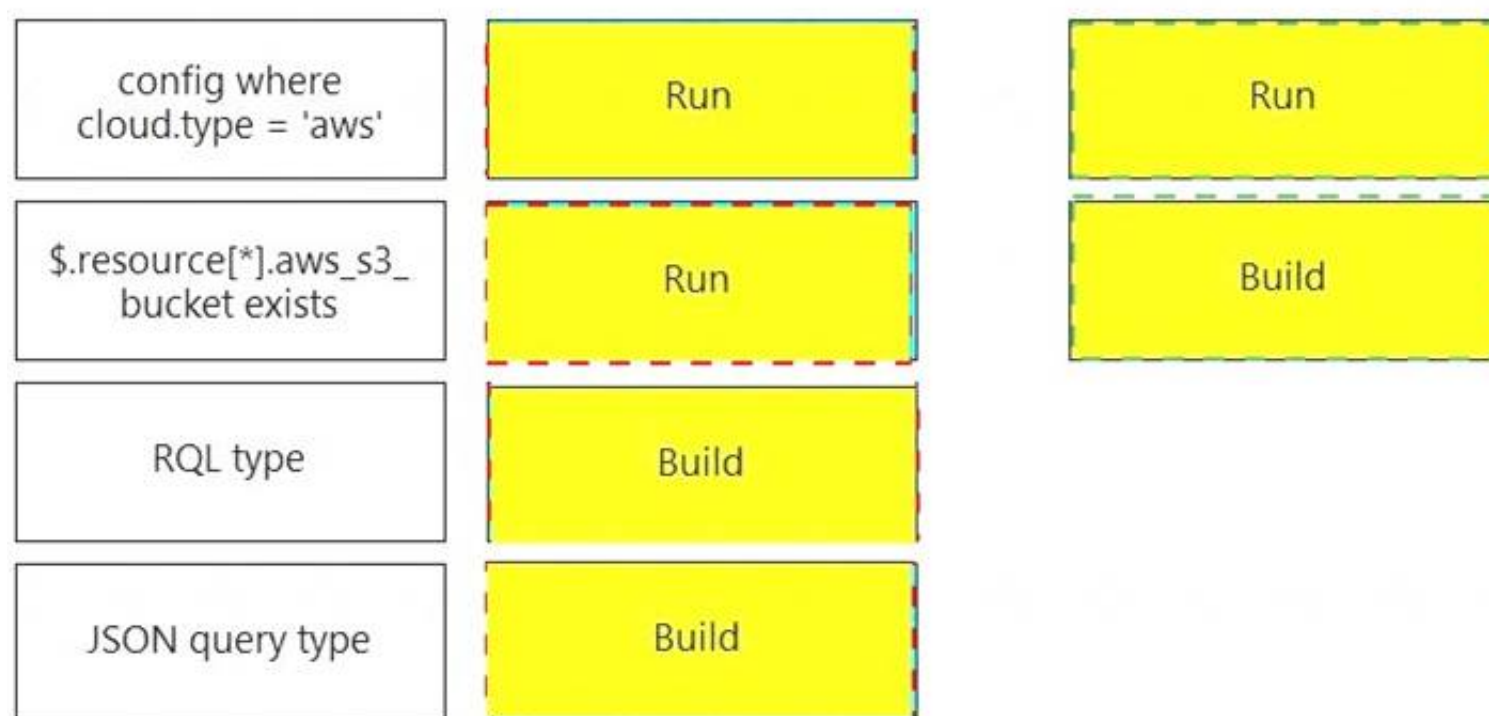 config where
cloud.type = 'aws'
Run
Run
$.resource[*].aws_s3_
bucket exists
Run
Build
RQL type
Build
JSON query type
Build